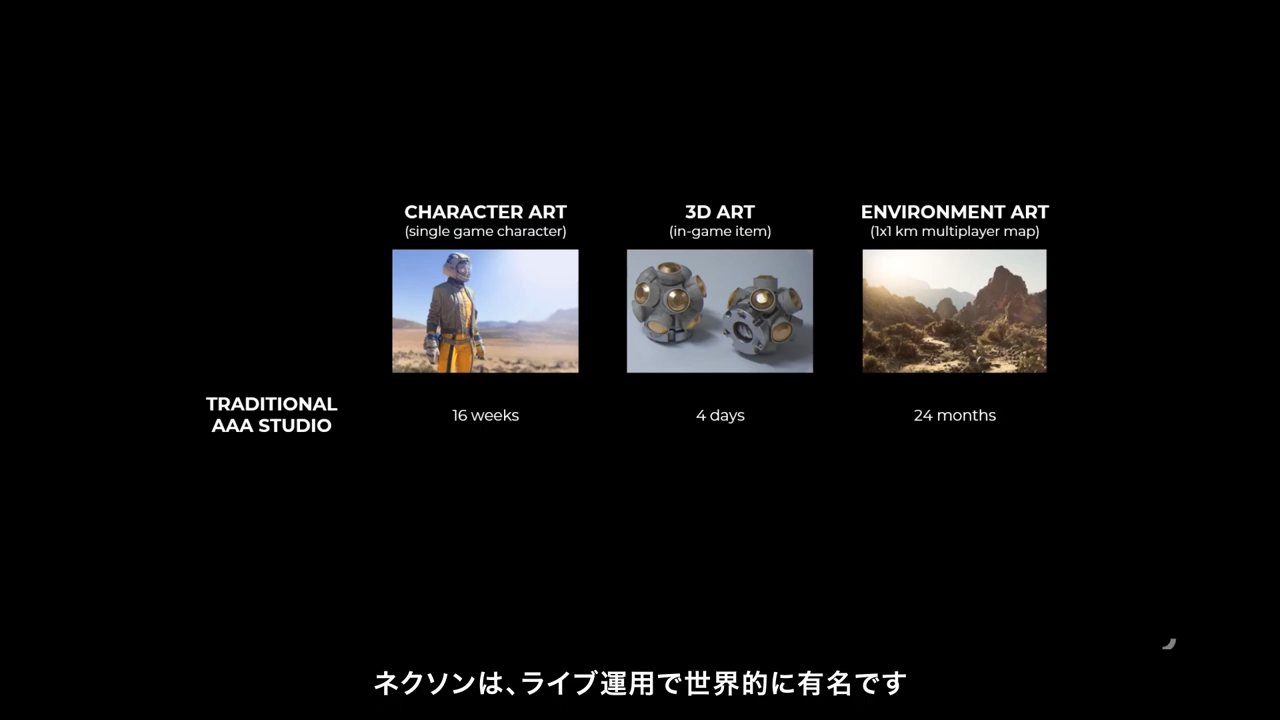 CHARACTER ART
(single game character)
3D ART
(in-game item)
ENVIRONMENT ART
(1x1 km multiplayer map)
TRADITIONAL
AAA STUDIO
16 weeks
4 days
24 months
ネクソンは、ライブ運用で世界的に有名です